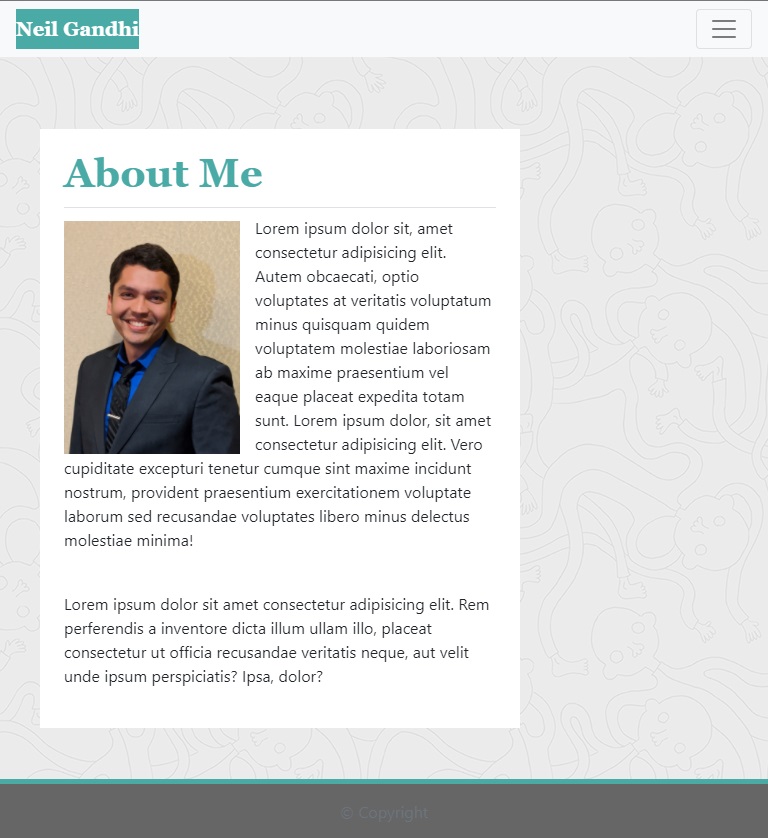 Neil Gandhi
About Me
Lorem ipsum dolor sit, amet
consectetur adipisicing elit.
Autem obcaecati, optio
voluptates at veritatis voluptatum
minus quisquam quidem
voluptatem molestiae laboriosam
ab maxime praesentium vel
eaque placeat expedita totam
sunt. Lorem ipsum dolor, sit amet
consectetur adipisicing elit. Vero
cupiditate excepturi tenetur cumque sint maxime incidunt
nostrum, provident praesentium exercitationem voluptate
laborum sed recusandae voluptates libero minus delectus
molestiae minima!
Lorem ipsum dolor sit amet consectetur adipisicing elit. Rem
perferendis a inventore dicta illum ullam illo, placeat
consectetur ut officia recusandae veritatis neque, aut velit
unde ipsum perspiciatis? Ipsa, dolor?
© Copyright